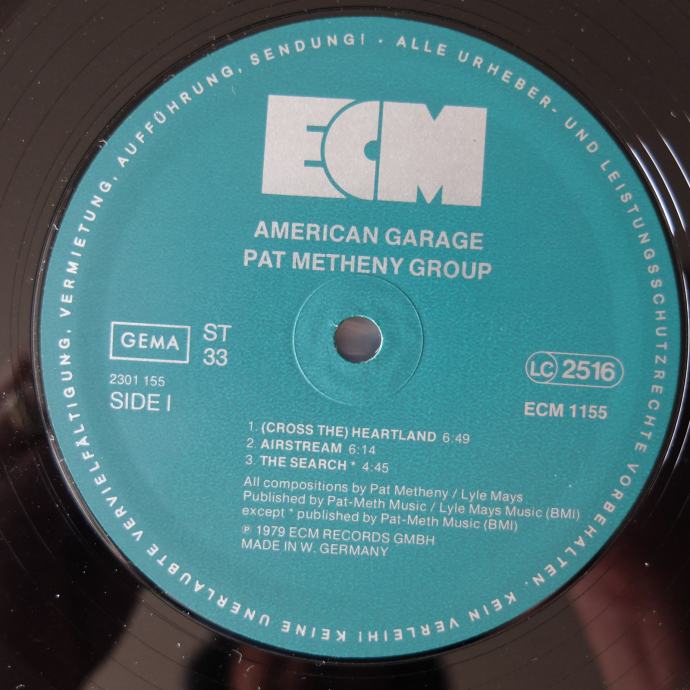 ALLE URHEBER- UND LEISTUNGSSCHUTZRECHTE VORBEHALTEN. KEIN VERLEIH! KEINE UNERLAUBTE VERVIELFÄLTIGUNG, VERMIETUNG, AUFFÜHRUNG, SENDUNG! ·
ECM
AMERICAN GARAGE
PAT METHENY GROUP
GEMA
ST
33
2301 155
SIDE I
LC 2516
ECM 1155
1. (CROSS THE) HEARTLAND 6:49
2. AIRSTREAM 6:14
3. THE SEARCH * 4:45
All compositions by Pat Metheny / Lyle Mays
Published by Pat-Meth Music / Lyle Mays Music (BMI)
except * published by Pat-Meth Music (BMI)
℗ 1979 ECM RECORDS GMBH
MADE IN W. GERMANY